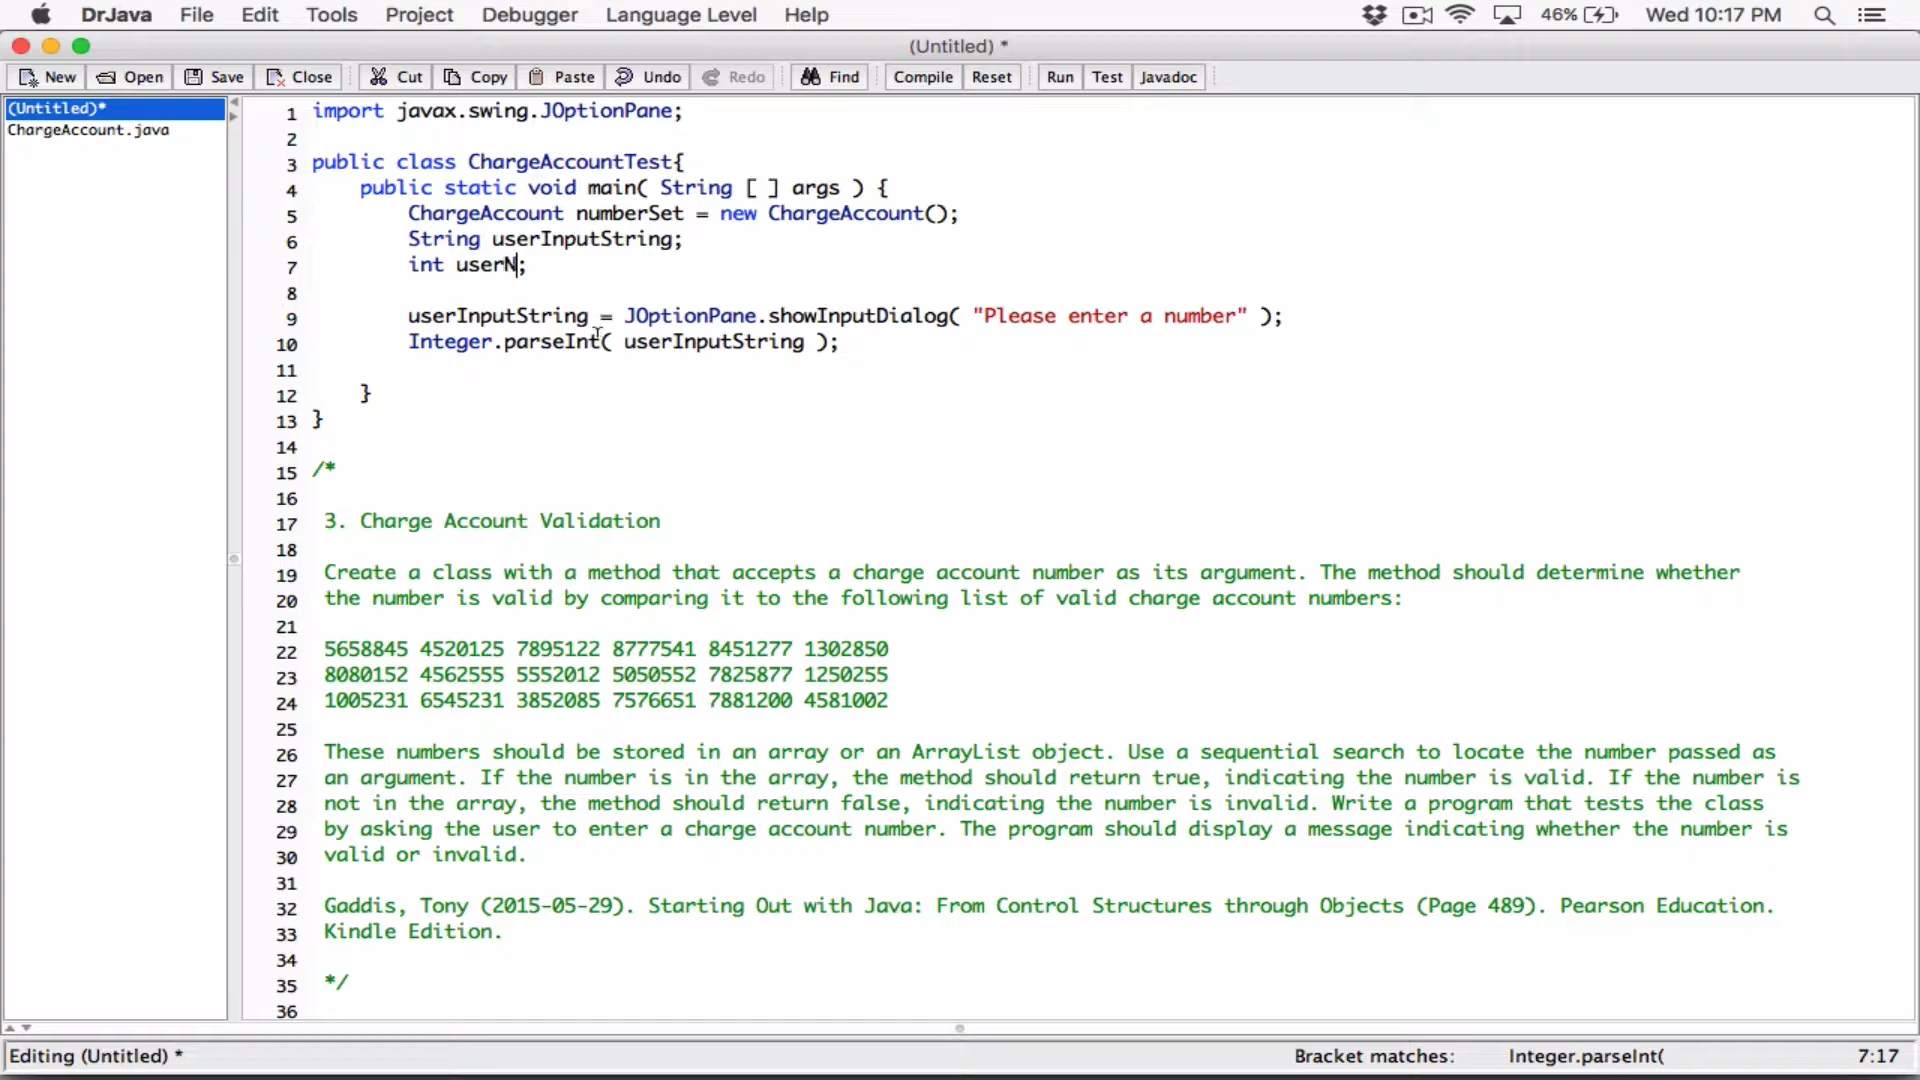 DrJava File Edit Tools Project Debugger Language Level Help 46% Wed 10:17 PM
(Untitled) *
New Open Save Close Cut Copy Paste Undo Redo Find Compile Reset Run Test Javadoc
(Untitled)*
ChargeAccount.java
1 import javax.swing.JOptionPane;
2
3 public class ChargeAccountTest{
4 public static void main( String [ ] args ) {
5 ChargeAccount numberSet = new ChargeAccount();
6 String userInputString;
7 int userN;
8
9 userInputString = JOptionPane.showInputDialog( "Please enter a number" );
10 Integer.parseInt( userInputString );
11
12 }
13 }
14
15 /*
16
17 3. Charge Account Validation
18
19 Create a class with a method that accepts a charge account number as its argument. The method should determine whether
20 the number is valid by comparing it to the following list of valid charge account numbers:
21
22 5658845 4520125 7895122 8777541 8451277 1302850
23 8080152 4562555 5552012 5050552 7825877 1250255
24 1005231 6545231 3852085 7576651 7881200 4581002
25
26 These numbers should be stored in an array or an ArrayList object. Use a sequential search to locate the number passed as
27 an argument. If the number is in the array, the method should return true, indicating the number is valid. If the number is
28 not in the array, the method should return false, indicating the number is invalid. Write a program that tests the class
29 by asking the user to enter a charge account number. The program should display a message indicating whether the number is
30 valid or invalid.
31
32 Gaddis, Tony (2015-05-29). Starting Out with Java: From Control Structures through Objects (Page 489). Pearson Education.
33 Kindle Edition.
34
35 */
36
Editing (Untitled) * Bracket matches: Integer.parseInt( 7:17